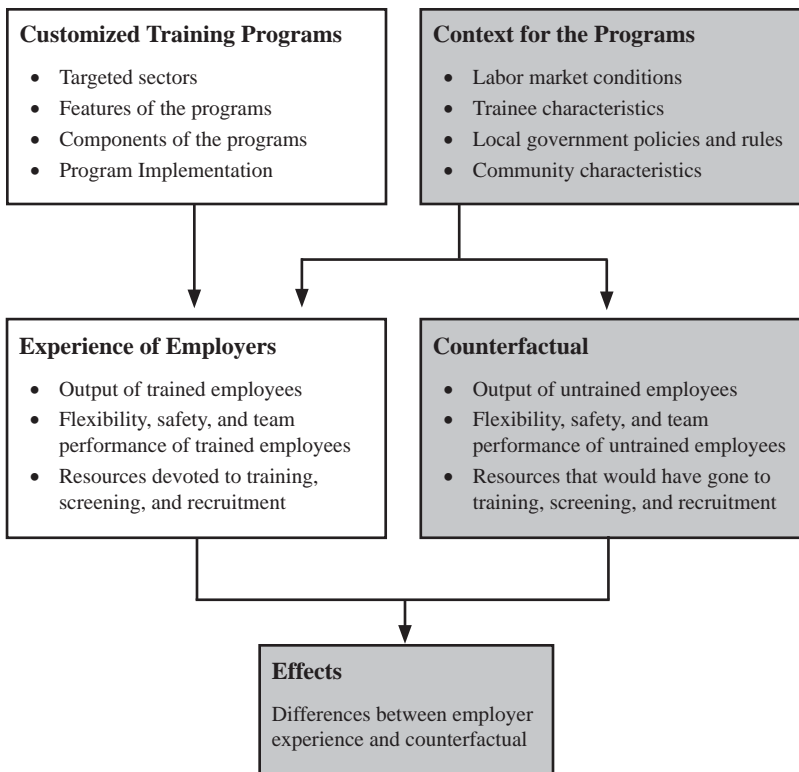 Customized Training Programs
• Targeted sectors
• Features of the programs
• Components of the programs
• Program Implementation
Context for the Programs
• Labor market conditions
• Trainee characteristics
• Local government policies and rules
• Community characteristics
Experience of Employers
• Output of trained employees
• Flexibility, safety, and team
performance of trained employees
• Resources devoted to training,
screening, and recruitment
Counterfactual
• Output of untrained employees
• Flexibility, safety, and team
performance of untrained employees
• Resources that would have gone to
training, screening, and recruitment
Effects
Differences between employer
experience and counterfactual